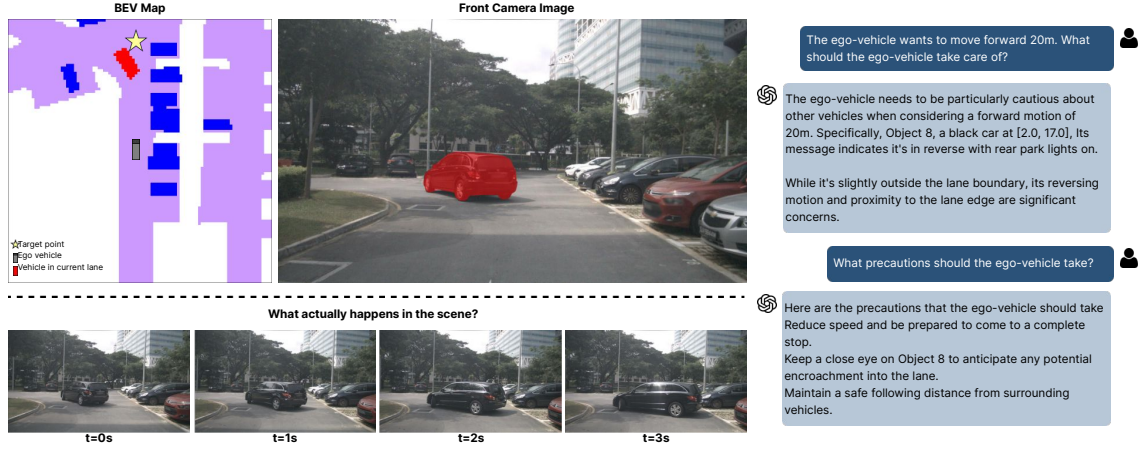 BEV Map
Front Camera Image
Target point
Ego vehicle
Vehicle in current lane
What actually happens in the scene?
t=0s
t=1s
t=2s
t=3s
The ego-vehicle wants to move forward 20m. What
should the ego-vehicle take care of?
The ego-vehicle needs to be particularly cautious about
other vehicles when considering a forward motion of
20m. Specifically, Object 8, a black car at [2.0, 17.0], Its
message indicates it's in reverse with rear park lights on.
While it's slightly outside the lane boundary, its reversing
motion and proximity to the lane edge are significant
concerns.
What precautions should the ego-vehicle take?
Here are the precautions that the ego-vehicle should take
Reduce speed and be prepared to come to a complete
stop.
Keep a close eye on Object 8 to anticipate any potential
encroachment into the lane.
Maintain a safe following distance from surrounding
vehicles.